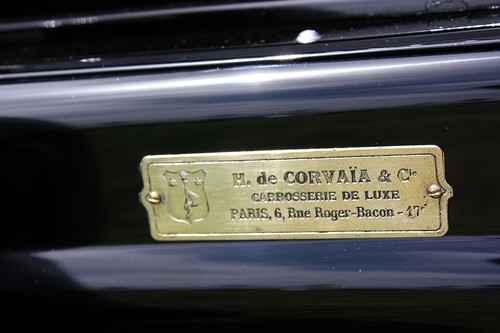 H. de CORVAÏA & Cie
CARROSSERIE DE LUXE
PARIS, 6, Rue Roger-Bacon - 17e